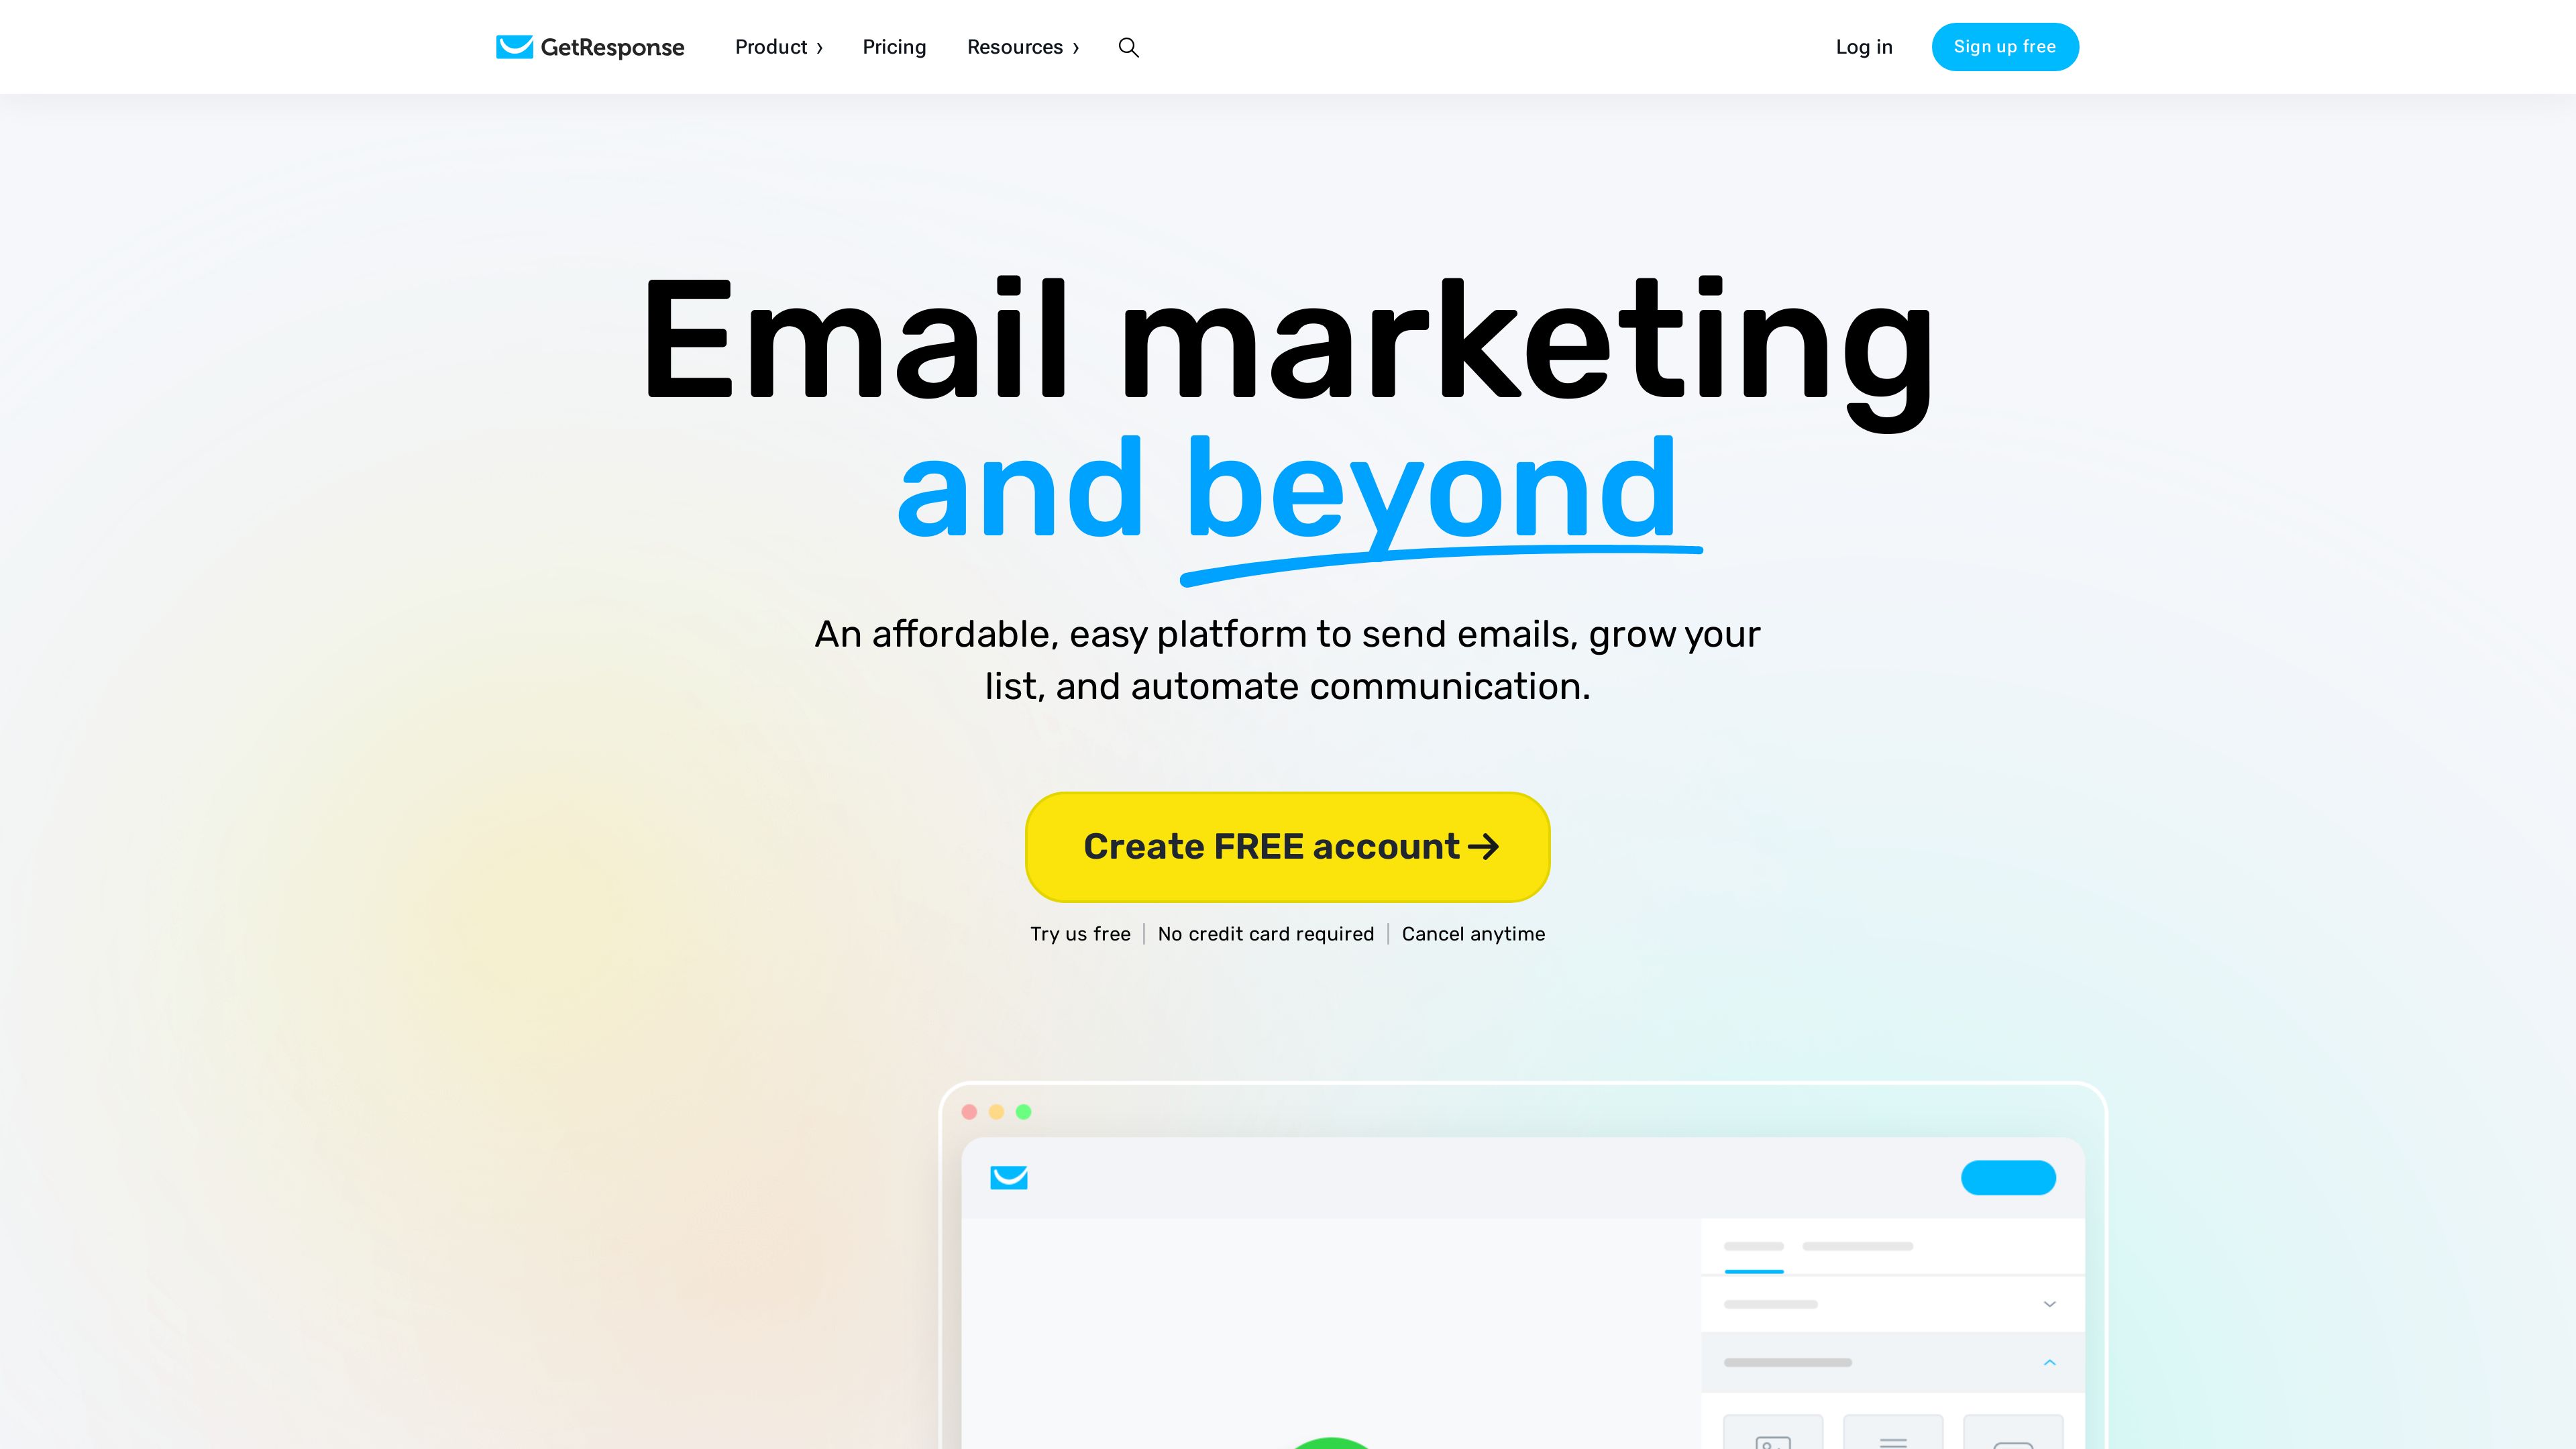 GetResponse
Product ›
Pricing
Resources ›
Log in
Sign up free
Email marketing
and beyond
An affordable, easy platform to send emails, grow your
list, and automate communication.
Create FREE account →
Try us free | No credit card required | Cancel anytime